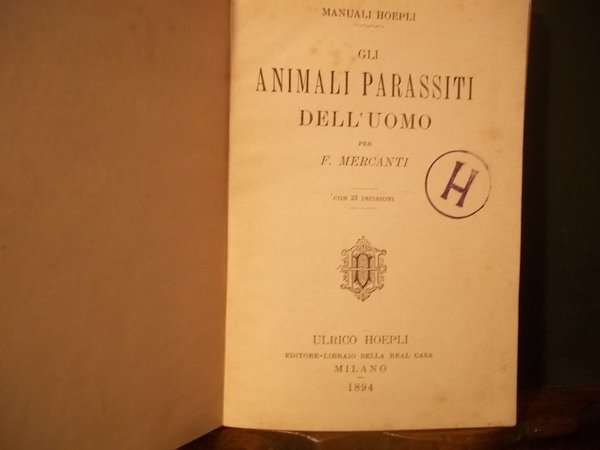 MANUALI HOEPLI
GLI
ANIMALI PARASSITI
DELL'UOMO
PER
F. MERCANTI
CON 33 INCISIONI
H
ULRICO HOEPLI
EDITORE-LIBRAIO DELLA REAL CASA
MILANO
1894